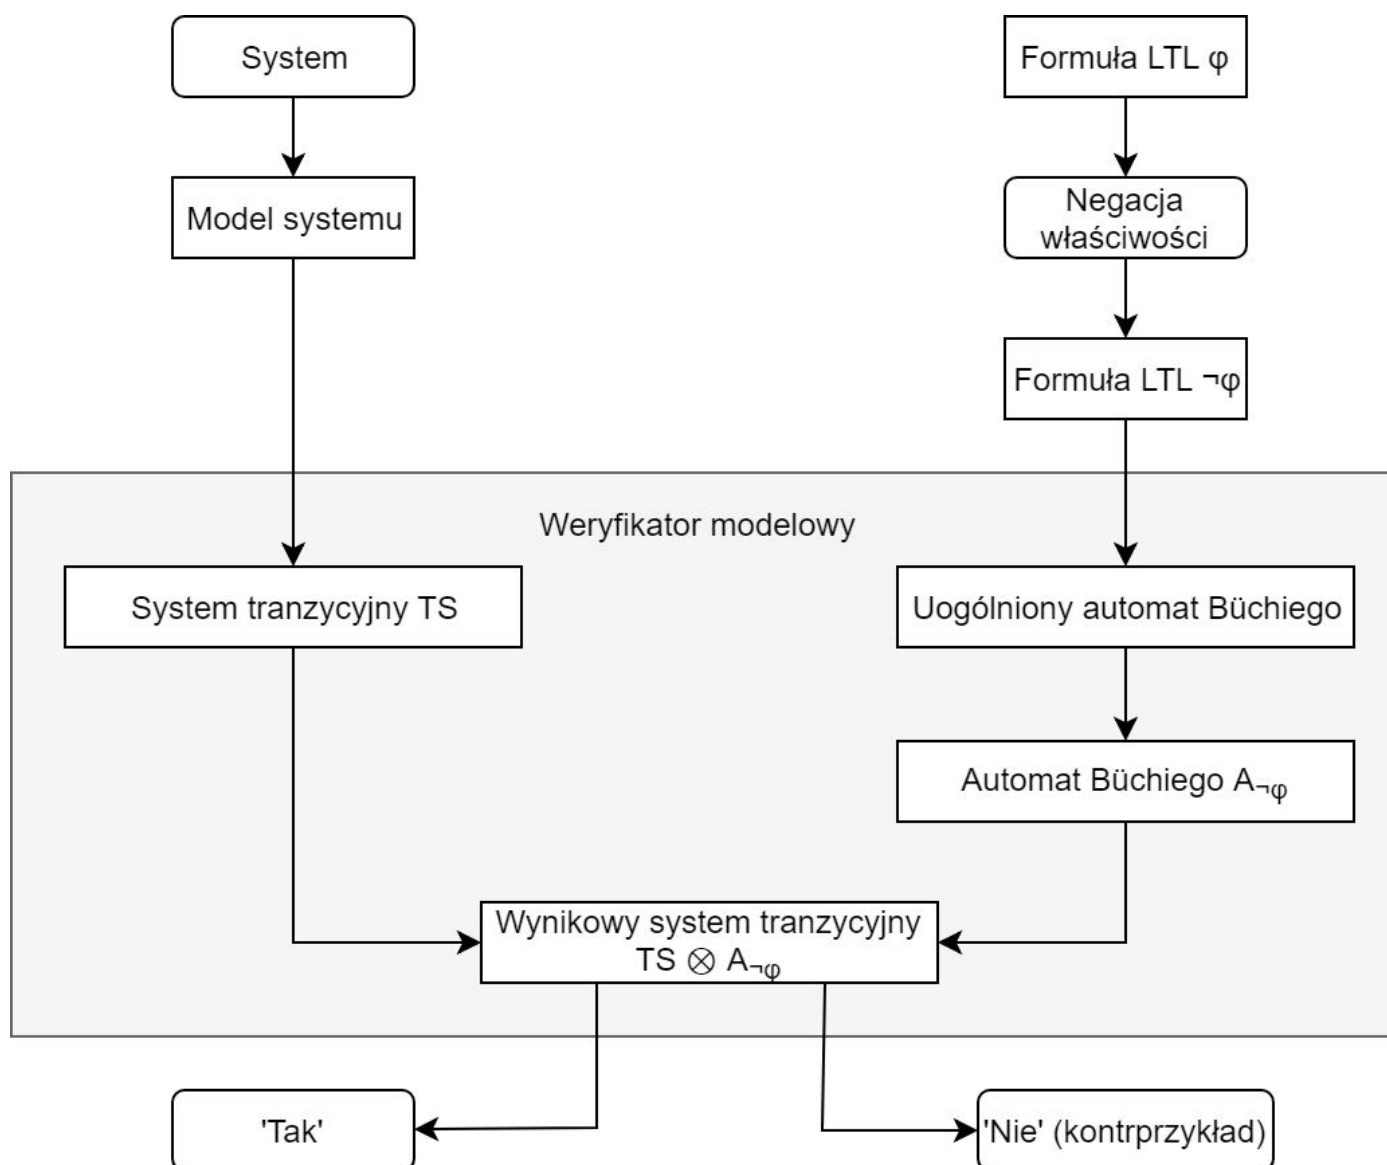 System
Formuła LTL φ
Model systemu
Negacja
właściwości
Formuła LTL ¬φ
Weryfikator modelowy
System tranzycyjny TS
Uogólniony automat Büchiego
Automat Büchiego A¬φ
Wynikowy system tranzycyjny
TS ⊗ A¬φ
'Tak'
'Nie' (kontrprzykład)